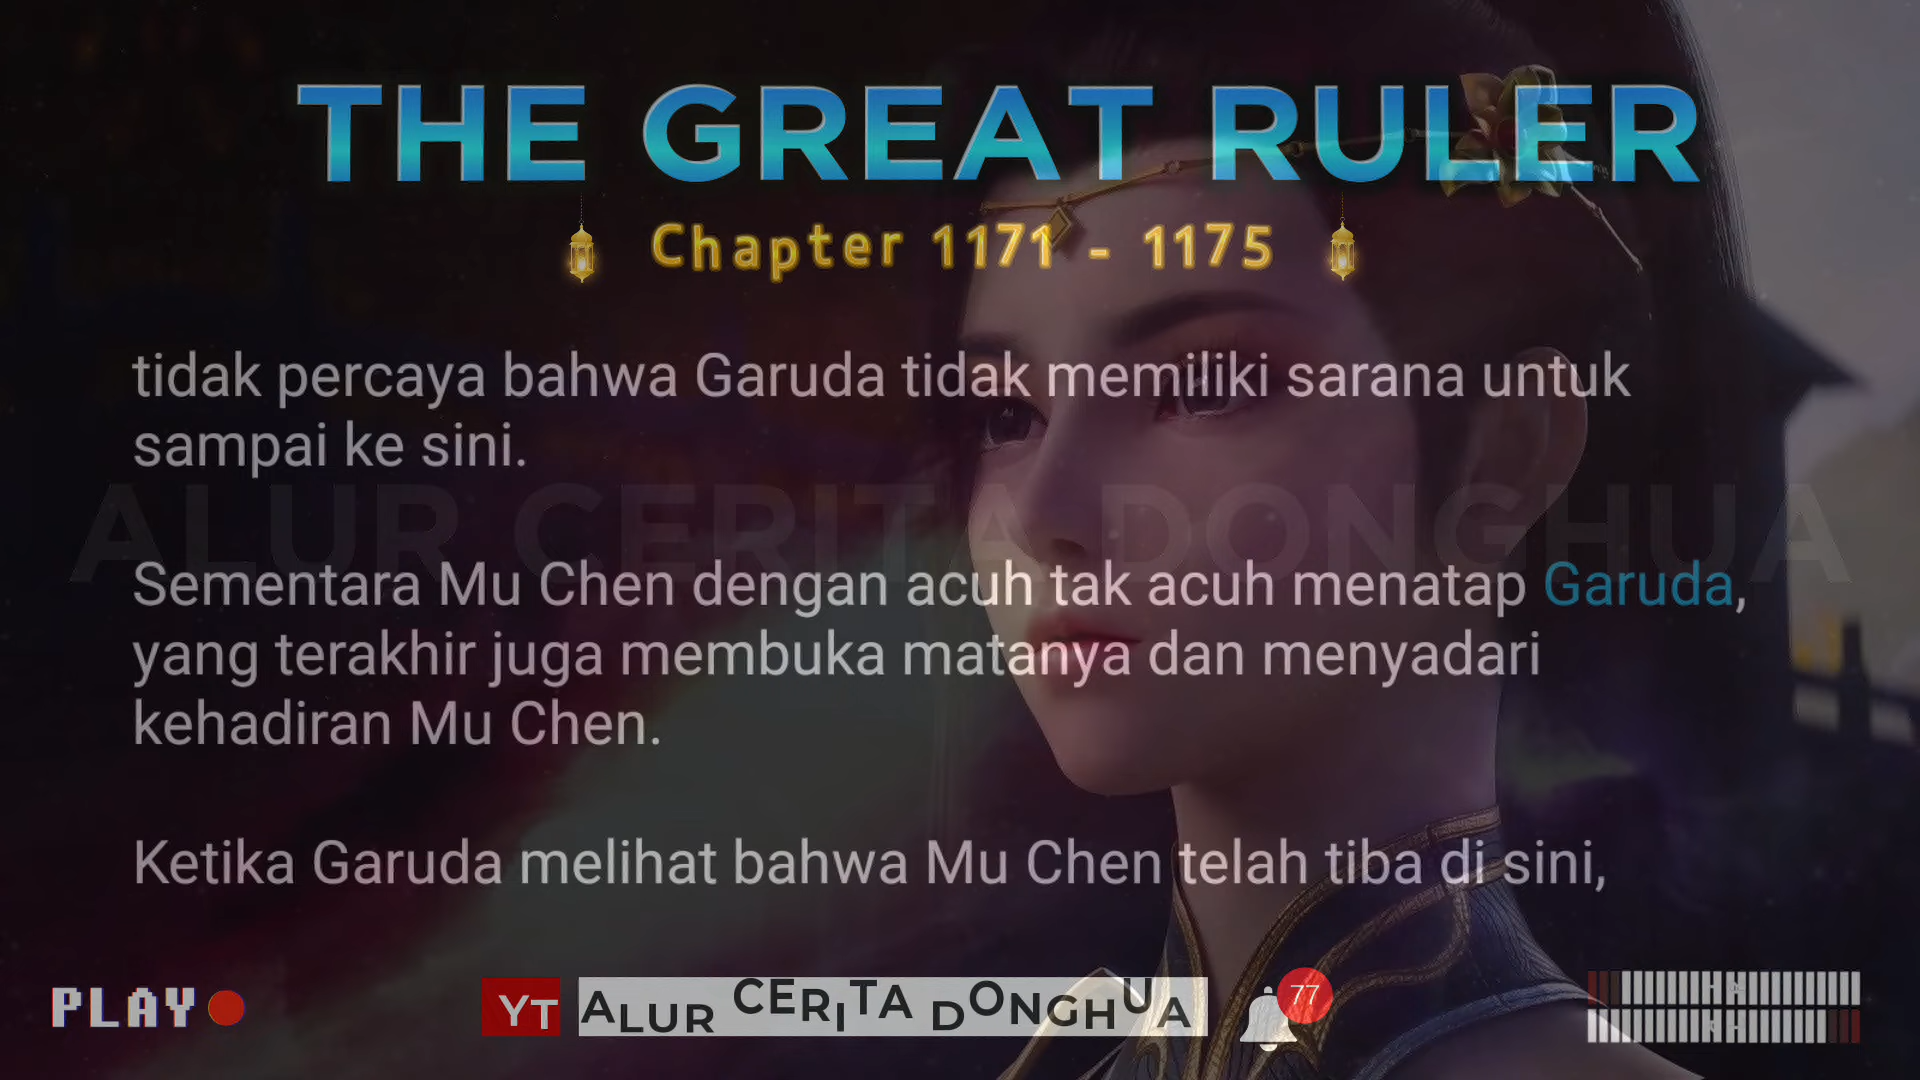 THE GREAT RULER
Chapter 1171 - 1175
tidak percaya bahwa Garuda tidak memiliki sarana untuk
sampai ke sini.
ALUR CERITA DONGHUA
Sementara Mu Chen dengan acuh tak acuh menatap Garuda,
yang terakhir juga membuka matanya dan menyadari
kehadiran Mu Chen.
Ketika Garuda melihat bahwa Mu Chen telah tiba di sini,
PLAY
YT ALUR CERITA DONGHUA
77